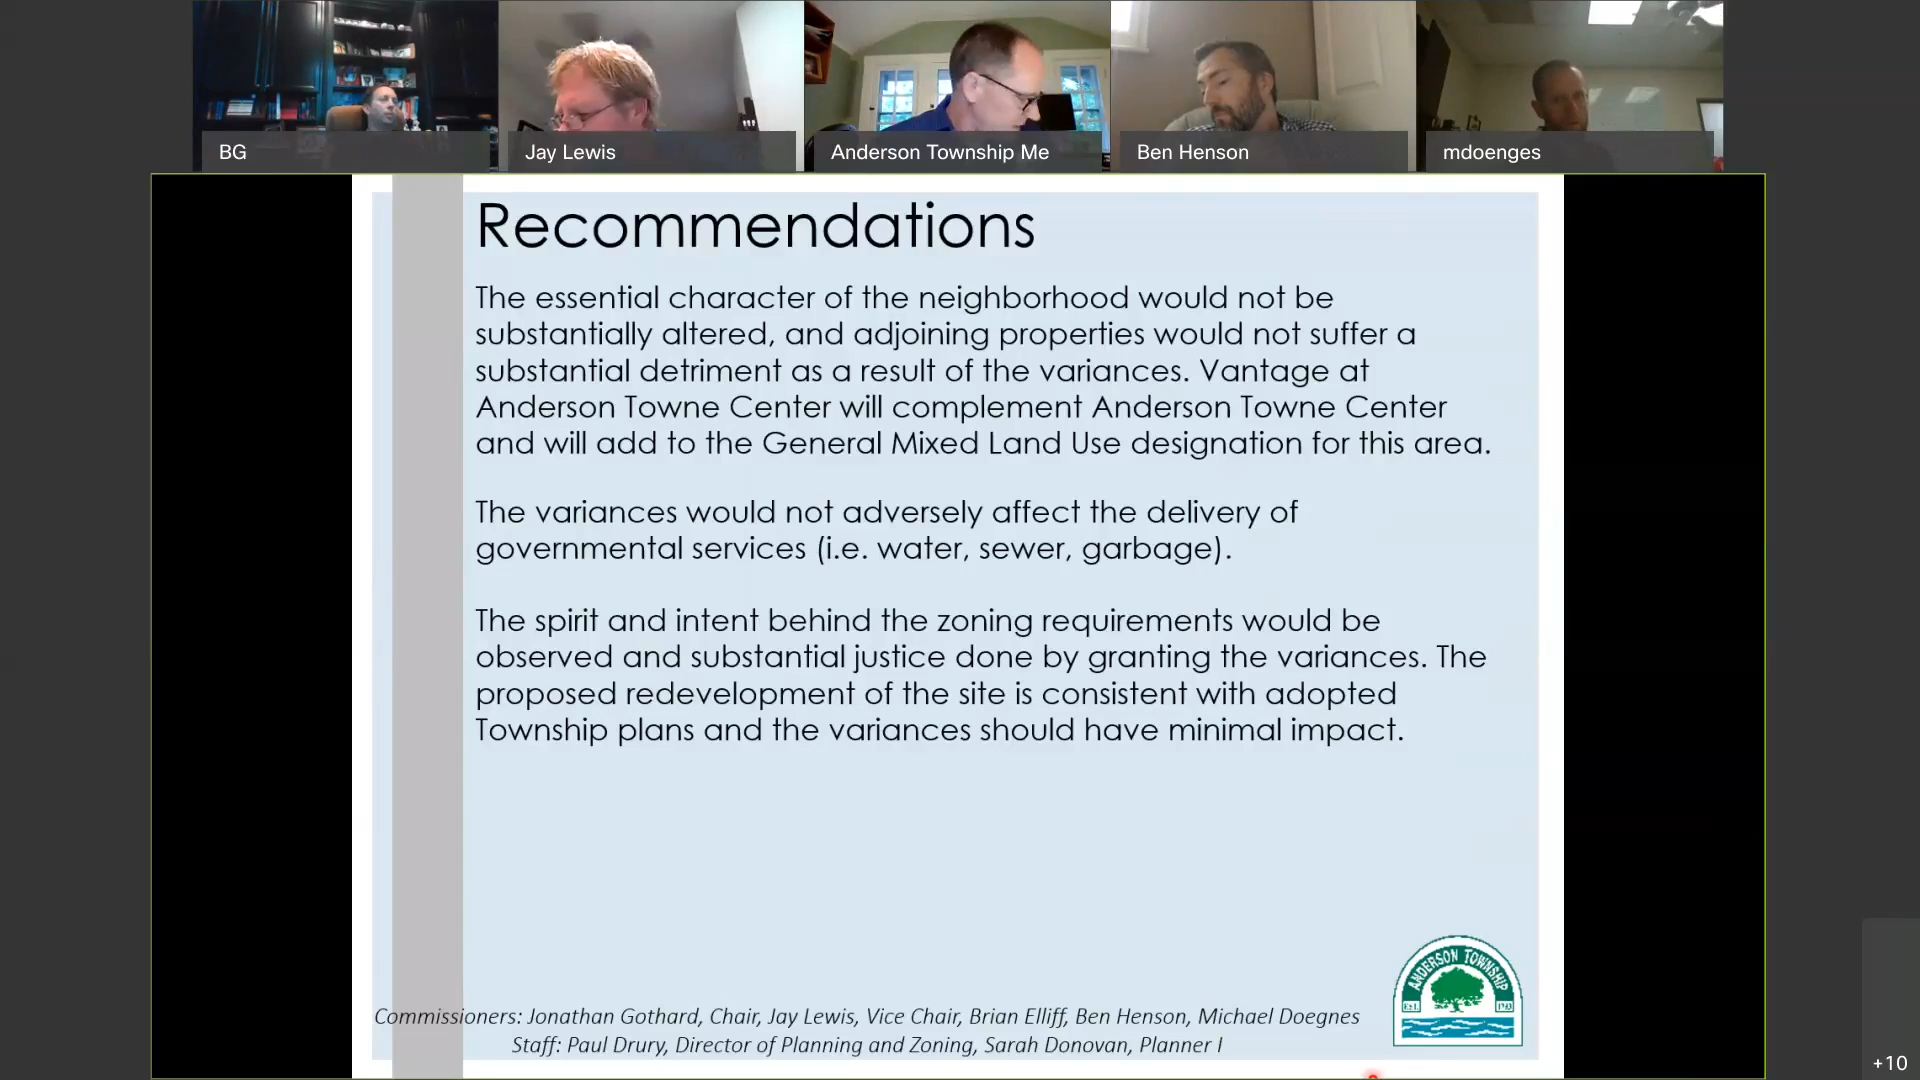 BG
Jay Lewis
Anderson Township Me
Ben Henson
mdoenges
Recommendations
The essential character of the neighborhood would not be
substantially altered, and adjoining properties would not suffer a
substantial detriment as a result of the variances. Vantage at
Anderson Towne Center will complement Anderson Towne Center
and will add to the General Mixed Land Use designation for this area.
The variances would not adversely affect the delivery of
governmental services (i.e. water, sewer, garbage).
The spirit and intent behind the zoning requirements would be
observed and substantial justice done by granting the variances. The
proposed redevelopment of the site is consistent with adopted
Township plans and the variances should have minimal impact.
ANDERSON TOWNSHIP
EST. 1793
Commissioners: Jonathan Gothard, Chair, Jay Lewis, Vice Chair, Brian Elliff, Ben Henson, Michael Doegnes
Staff: Paul Drury, Director of Planning and Zoning, Sarah Donovan, Planner I
+10